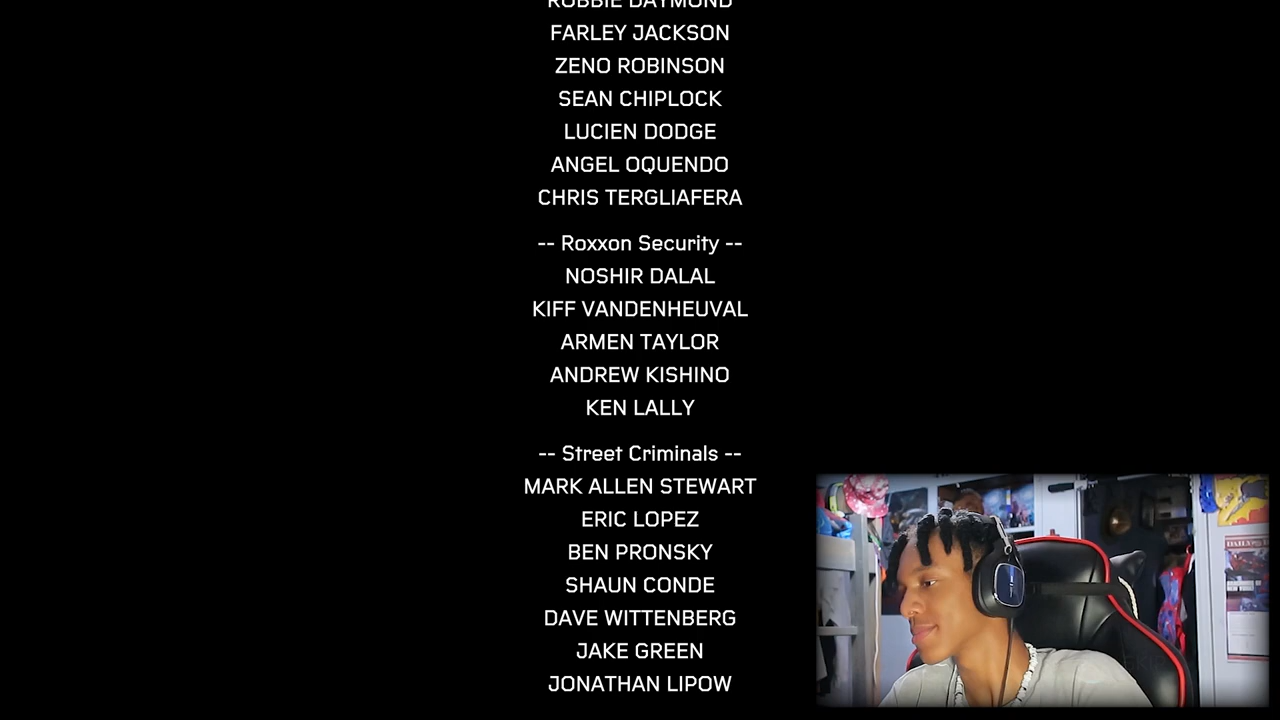 ROBBIE DAYMOND
FARLEY JACKSON
ZENO ROBINSON
SEAN CHIPLOCK
LUCIEN DODGE
ANGEL OQUENDO
CHRIS TERGLIAFERA
-- Roxxon Security --
NOSHIR DALAL
KIFF VANDENHEUVAL
ARMEN TAYLOR
ANDREW KISHINO
KEN LALLY
-- Street Criminals --
MARK ALLEN STEWART
ERIC LOPEZ
BEN PRONSKY
SHAUN CONDE
DAVE WITTENBERG
JAKE GREEN
JONATHAN LIPOW